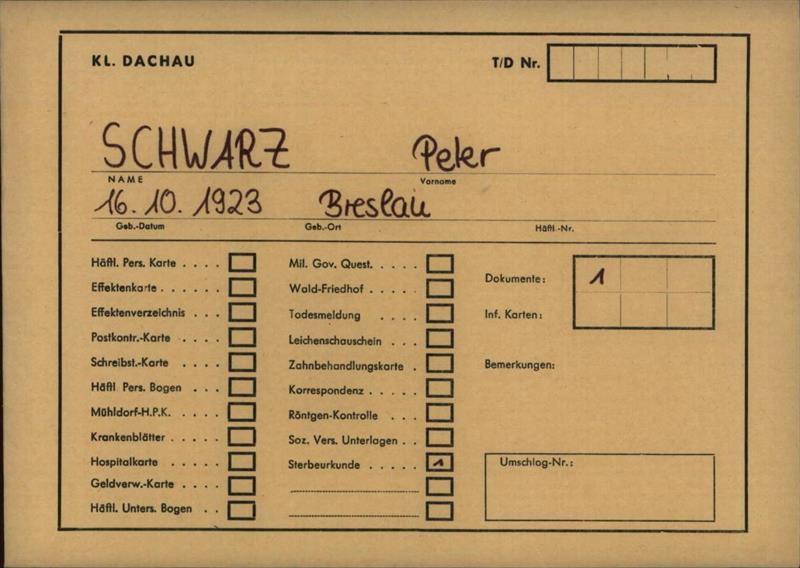 KL. DACHAU T/D Nr.
SCHWARZ Peter
NAME Vorname
16. 10. 1923 Breslau
Geb.-Datum Geb.-Ort Häftl.-Nr.
Häftl. Pers. Karte . . . .
Effektenkarte . . . . . .
Effektenverzeichnis . . .
Postkontr.-Karte . . . .
Schreibst.-Karte . . . .
Häftl Pers. Bogen . . .
Mühldorf-H.P.K. . . . .
Krankenblätter . . . . .
Hospitalkarte . . . . .
Geldverw.-Karte . . . .
Häftl. Unters. Bogen . .
Mil. Gov. Quest. . . . . .
Wald-Friedhof . . . . .
Todesmeldung . . . .
Leichenschauschein . . .
Zahnbehandlungskarte .
Korrespondenz . . . . .
Röntgen-Kontrolle . . .
Soz. Vers. Unterlagen . .
Sterbeurkunde . . . . . 1
Dokumente: 1
Inf. Karten:
Bemerkungen:
Umschlag-Nr.: